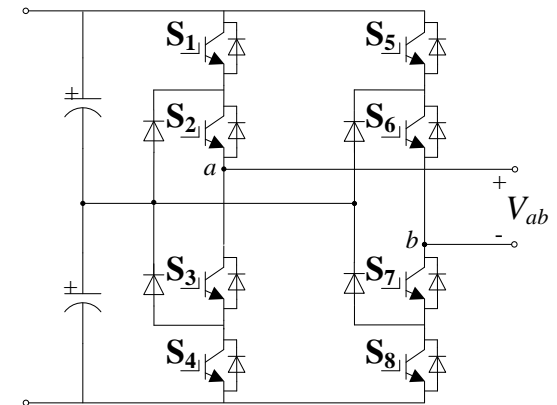 S1 S5
+ S2 S6
a
+
Vab
b -
S3 S7
+
S4 S8